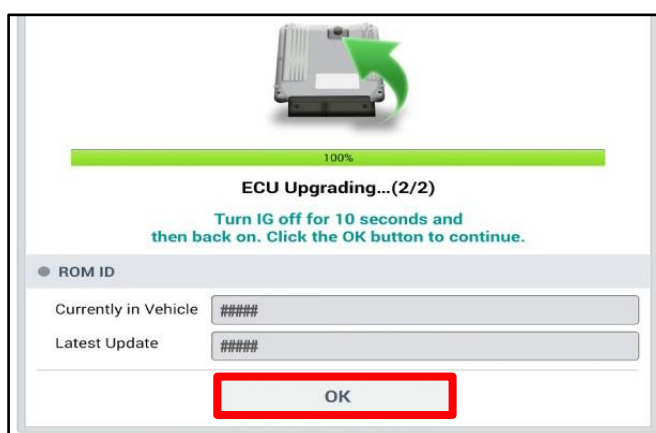 100%
ECU Upgrading...(2/2)
Turn IG off for 10 seconds and
then back on. Click the OK button to continue.
ROM ID
Currently in Vehicle #####
Latest Update #####
OK